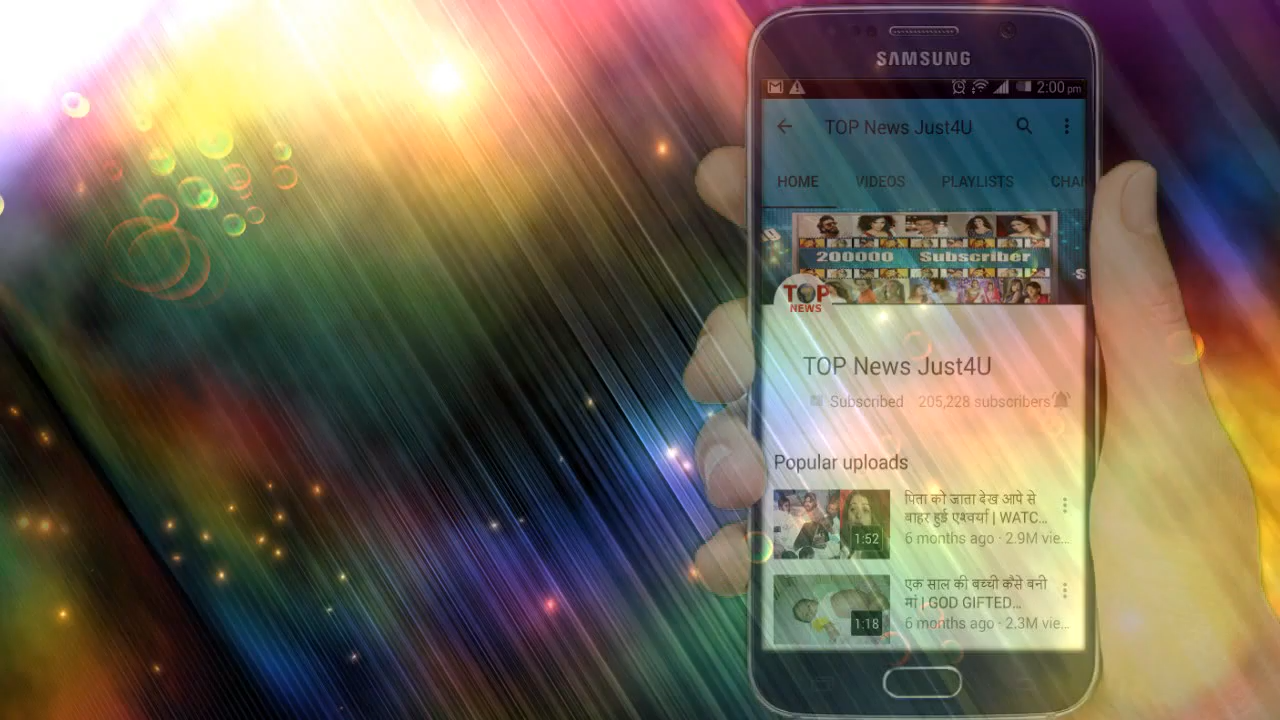 SAMSUNG
2:00 pm
TOP News Just4U
HOME VIDEOS PLAYLISTS CHAN
200000 Subscriber
TOP
NEWS
TOP News Just4U
Subscribed 205,228 subscribers
Popular uploads
पिता को जाता देख आपे से
बाहर हुई एश्वर्या | WATC...
1:52
6 months ago · 2.9M vie...
एक साल की बच्ची कैसे बनी
मां | GOD GIFTED...
1:18
6 months ago · 2.3M vie...